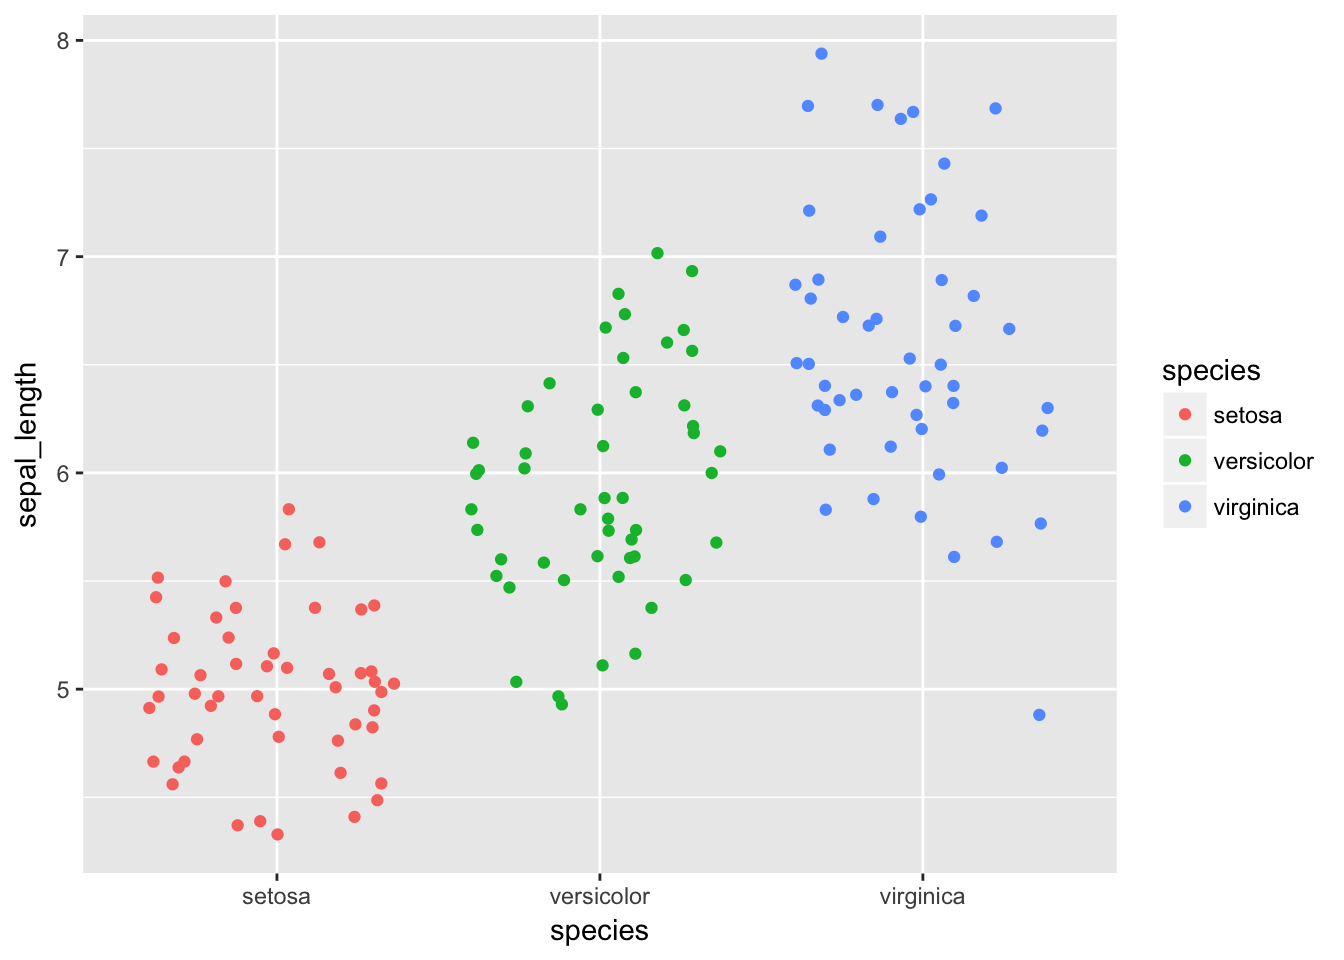 8
7
6
5
sepal_length
setosa versicolor virginica
species
species
setosa
versicolor
virginica